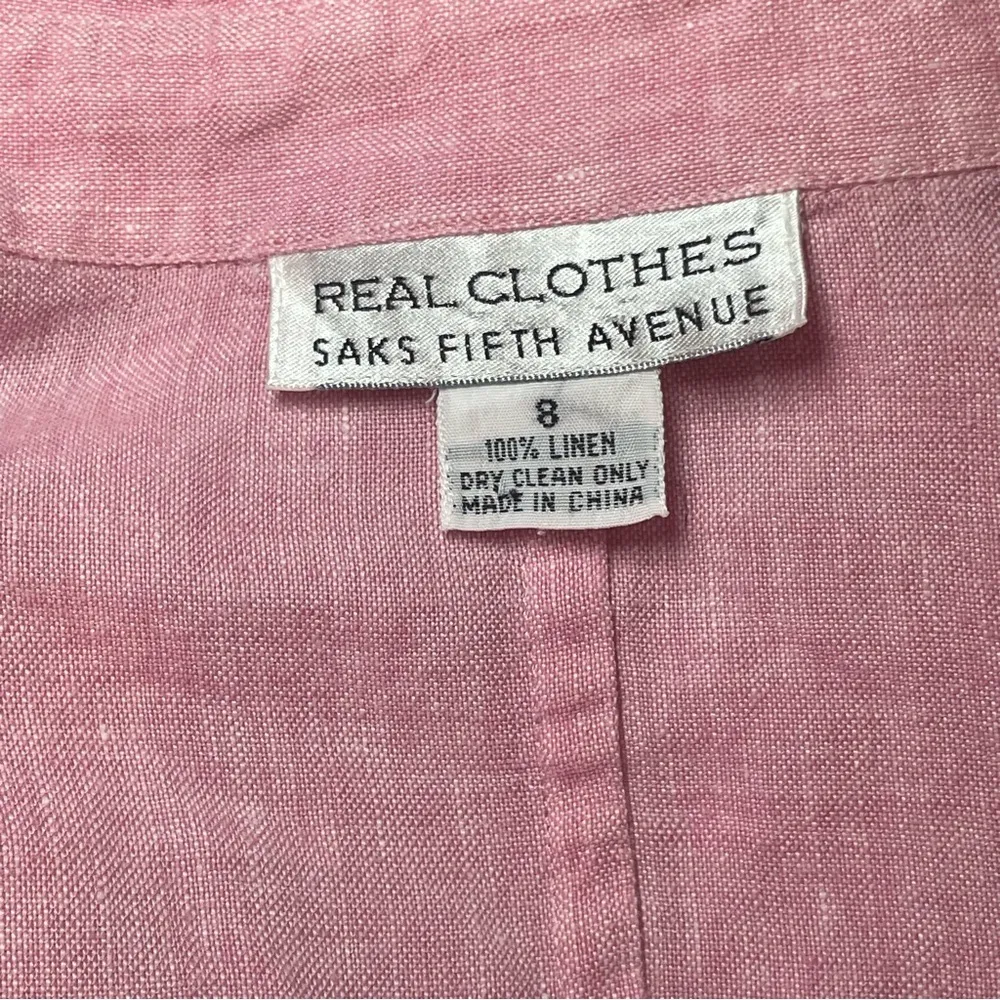 REAL CLOTHES
SAKS FIFTH AVENUE
8
100% LINEN
DRY CLEAN ONLY
MADE IN CHINA